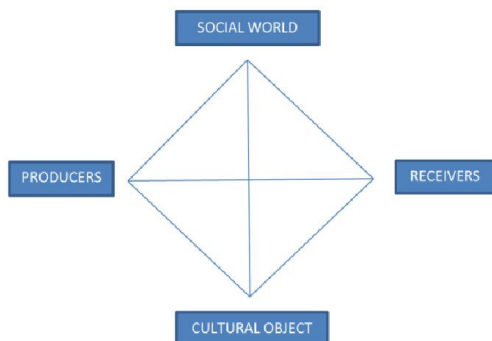 SOCIAL WORLD
PRODUCERS
RECEIVERS
CULTURAL OBJECT